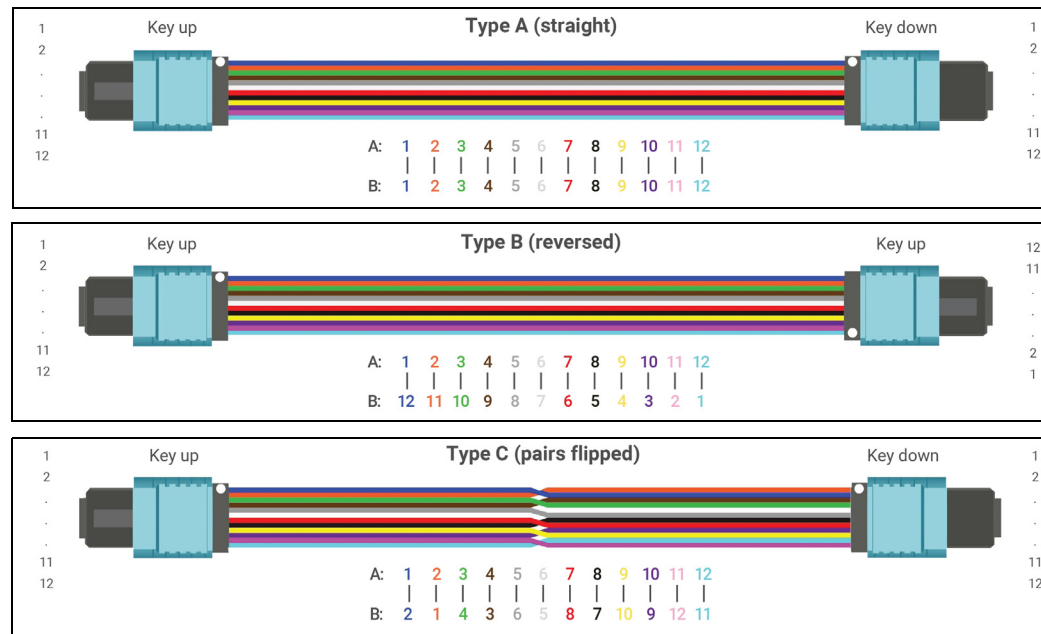 Type A (straight)
Key up
Key down
1
2
.
.
.
11
12
1
2
.
.
.
11
12
A: 1 2 3 4 5 6 7 8 9 10 11 12
B: 1 2 3 4 5 6 7 8 9 10 11 12
Type B (reversed)
Key up
Key up
1
2
.
.
.
11
12
12
11
.
.
.
2
1
A: 1 2 3 4 5 6 7 8 9 10 11 12
B: 12 11 10 9 8 7 6 5 4 3 2 1
Type C (pairs flipped)
Key up
Key down
1
2
.
.
.
11
12
1
2
.
.
.
11
12
A: 1 2 3 4 5 6 7 8 9 10 11 12
B: 2 1 4 3 6 5 8 7 10 9 12 11